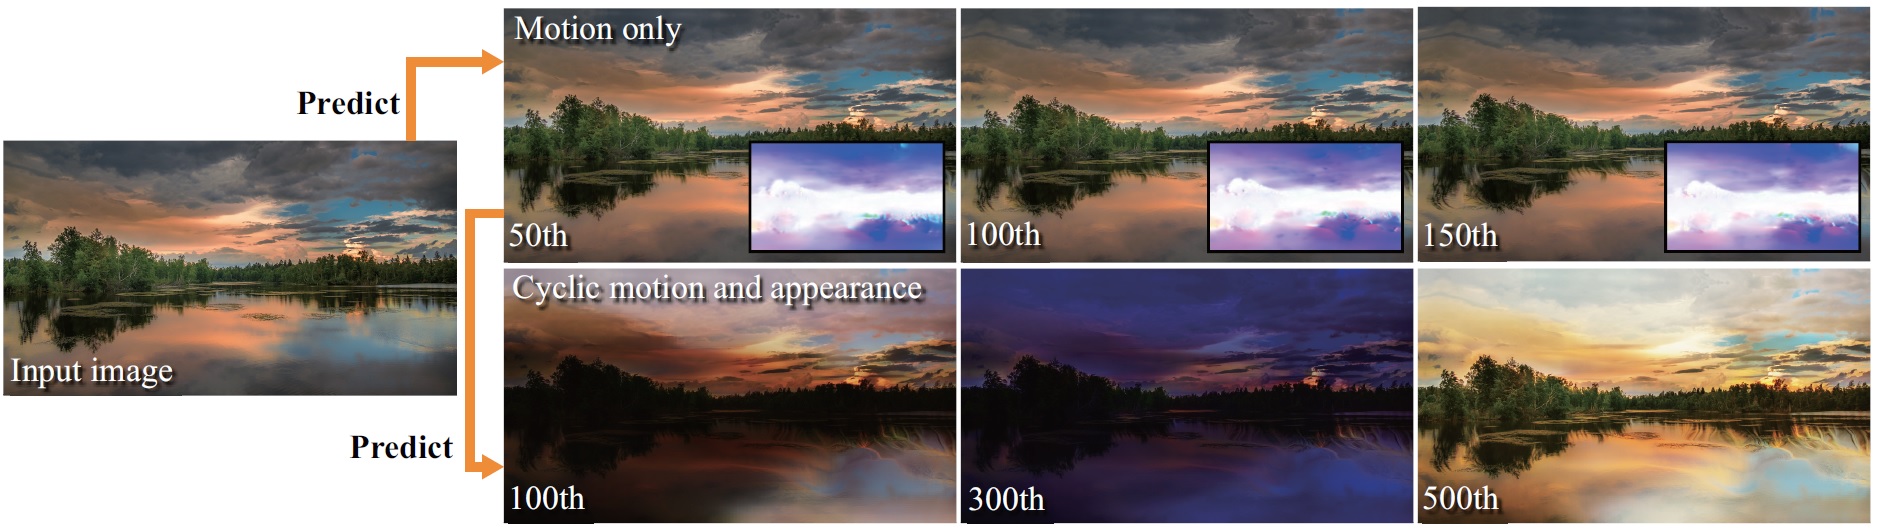 Motion only
Predict
Input image
50th
100th
150th
Cyclic motion and appearance
Predict
100th
300th
500th